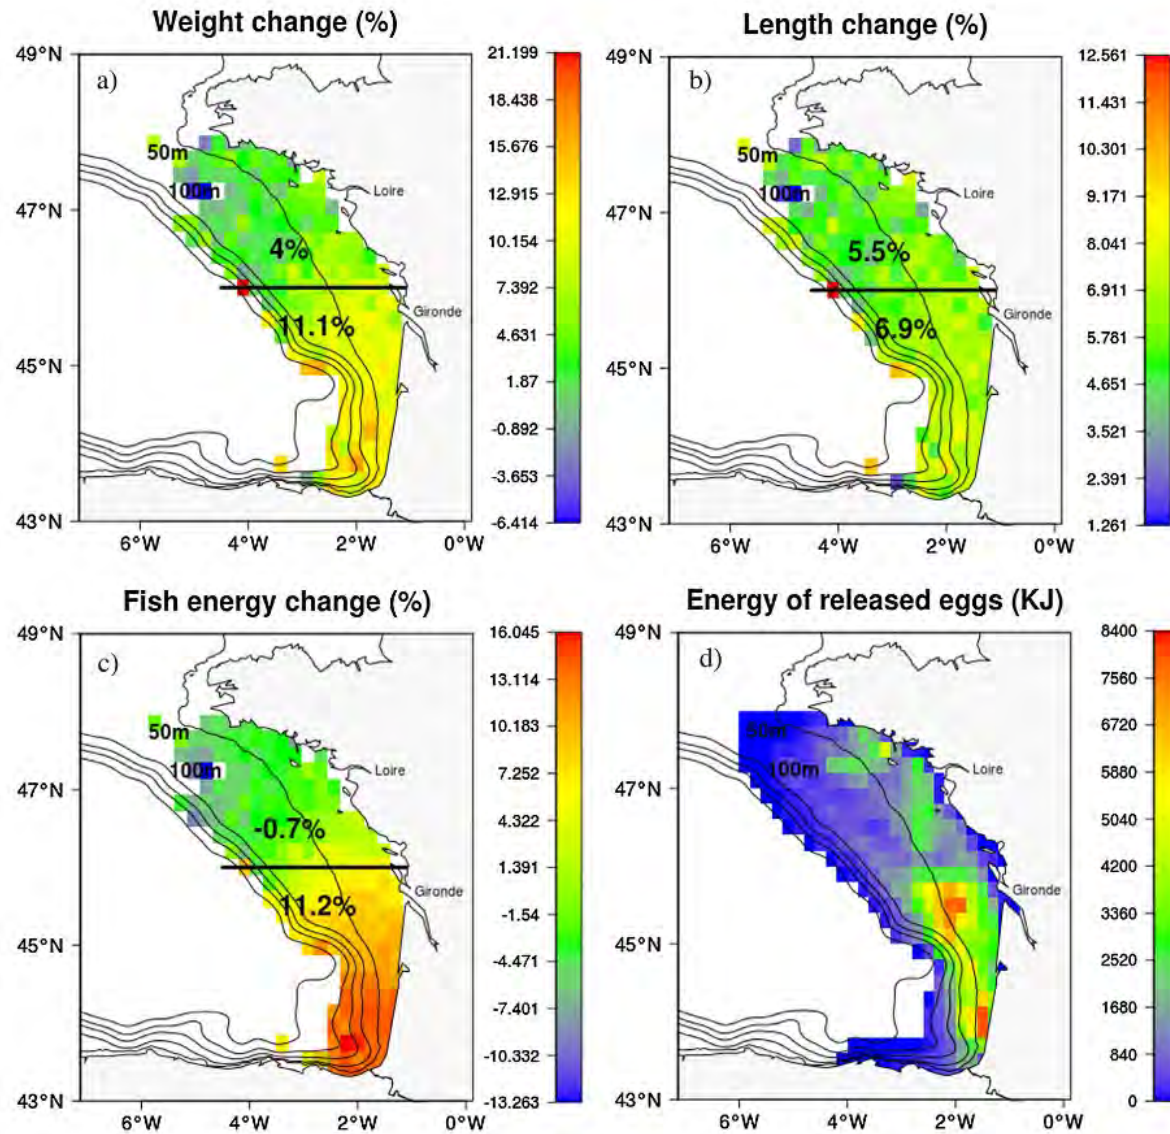 Weight change (%)
Length change (%)
a)
49°N
47°N
45°N
43°N
6°W
4°W
2°W
0°W
50m
100m
4%
11.1%
Loire
Gironde
21.199
18.438
15.676
12.915
10.154
7.392
4.631
1.87
-0.892
-3.653
-6.414
b)
49°N
47°N
45°N
43°N
6°W
4°W
2°W
0°W
50m
100m
5.5%
6.9%
Loire
Gironde
12.561
11.431
10.301
9.171
8.041
6.911
5.781
4.651
3.521
2.391
1.261
Fish energy change (%)
Energy of released eggs (KJ)
c)
49°N
47°N
45°N
43°N
6°W
4°W
2°W
0°W
50m
100m
-0.7%
11.2%
Loire
Gironde
16.045
13.114
10.183
7.252
4.322
1.391
-1.54
-4.471
-7.401
-10.332
-13.263
d)
49°N
47°N
45°N
43°N
6°W
4°W
2°W
0°W
50m
100m
Loire
Gironde
8400
7560
6720
5880
5040
4200
3360
2520
1680
840
0